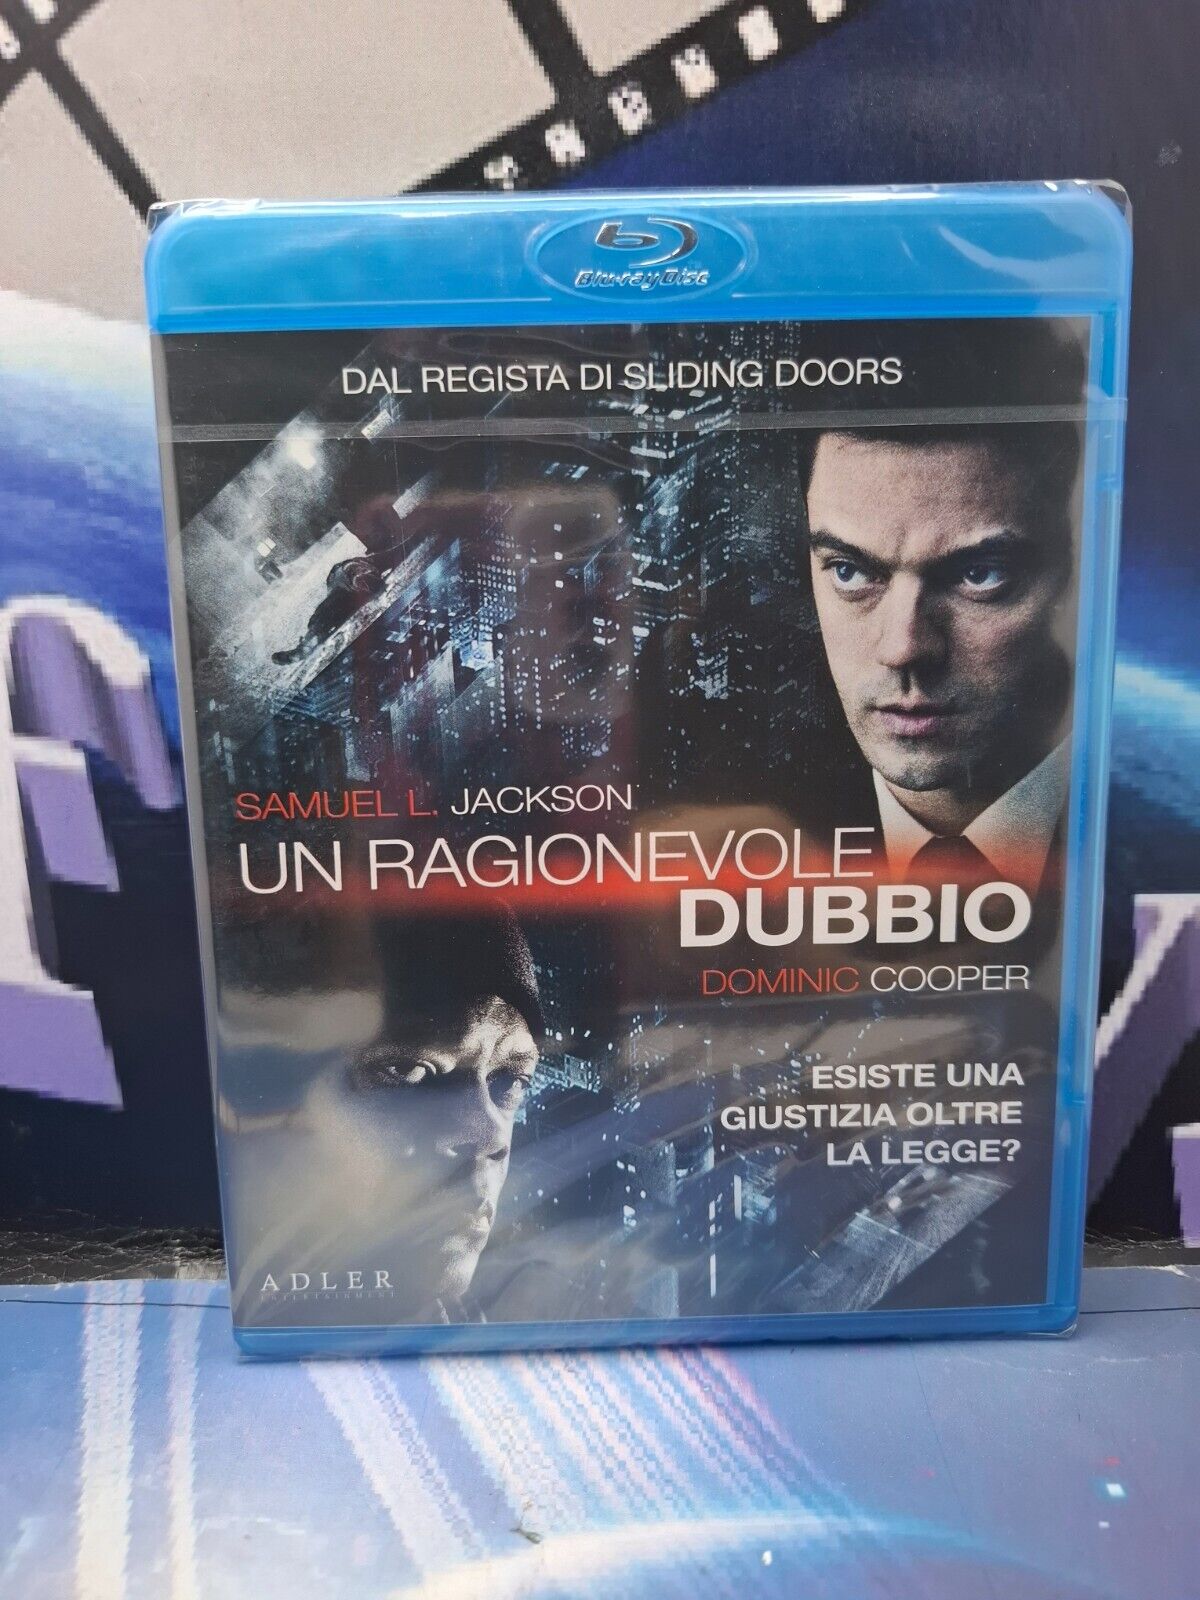 Blu-ray Disc
DAL REGISTA DI SLIDING DOORS
SAMUEL L. JACKSON
UN RAGIONEVOLE
DUBBIO
DOMINIC COOPER
ESISTE UNA
GIUSTIZIA OLTRE
LA LEGGE?
ADLER
ENTERTAINMENT